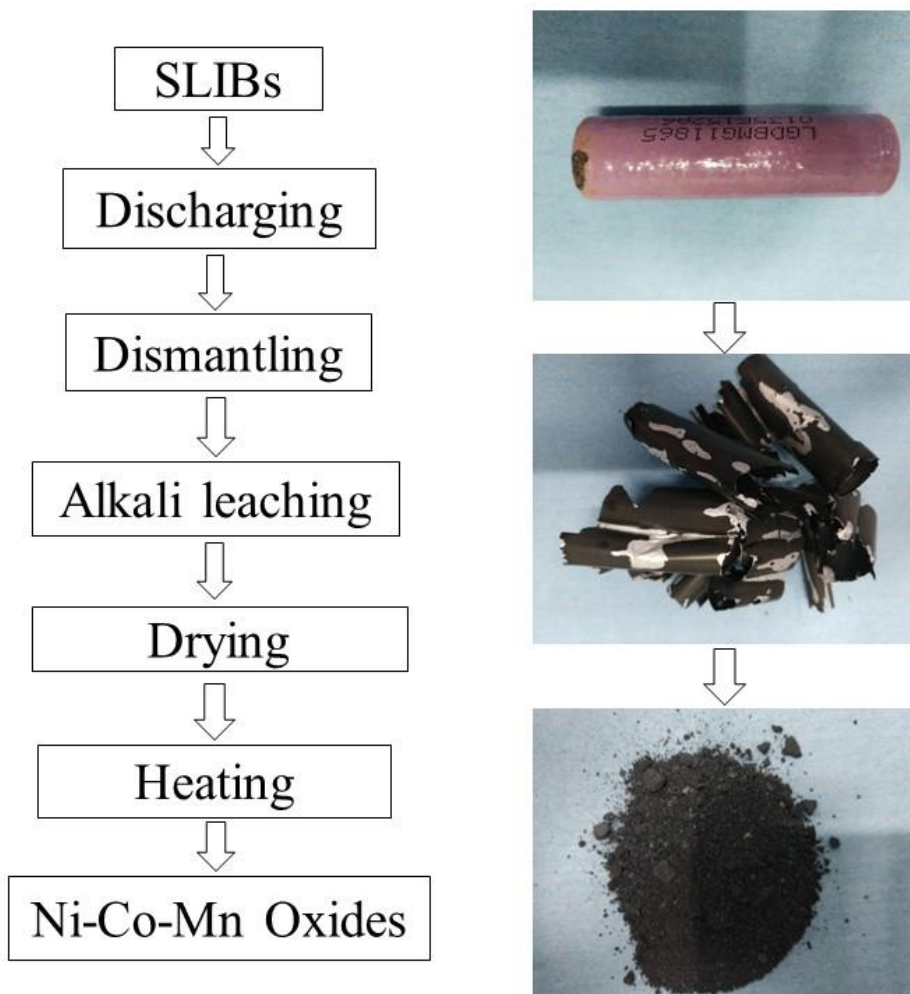 SLIBs
Discharging
Dismantling
Alkali leaching
Drying
Heating
Ni-Co-Mn Oxides
LGDBMG11865